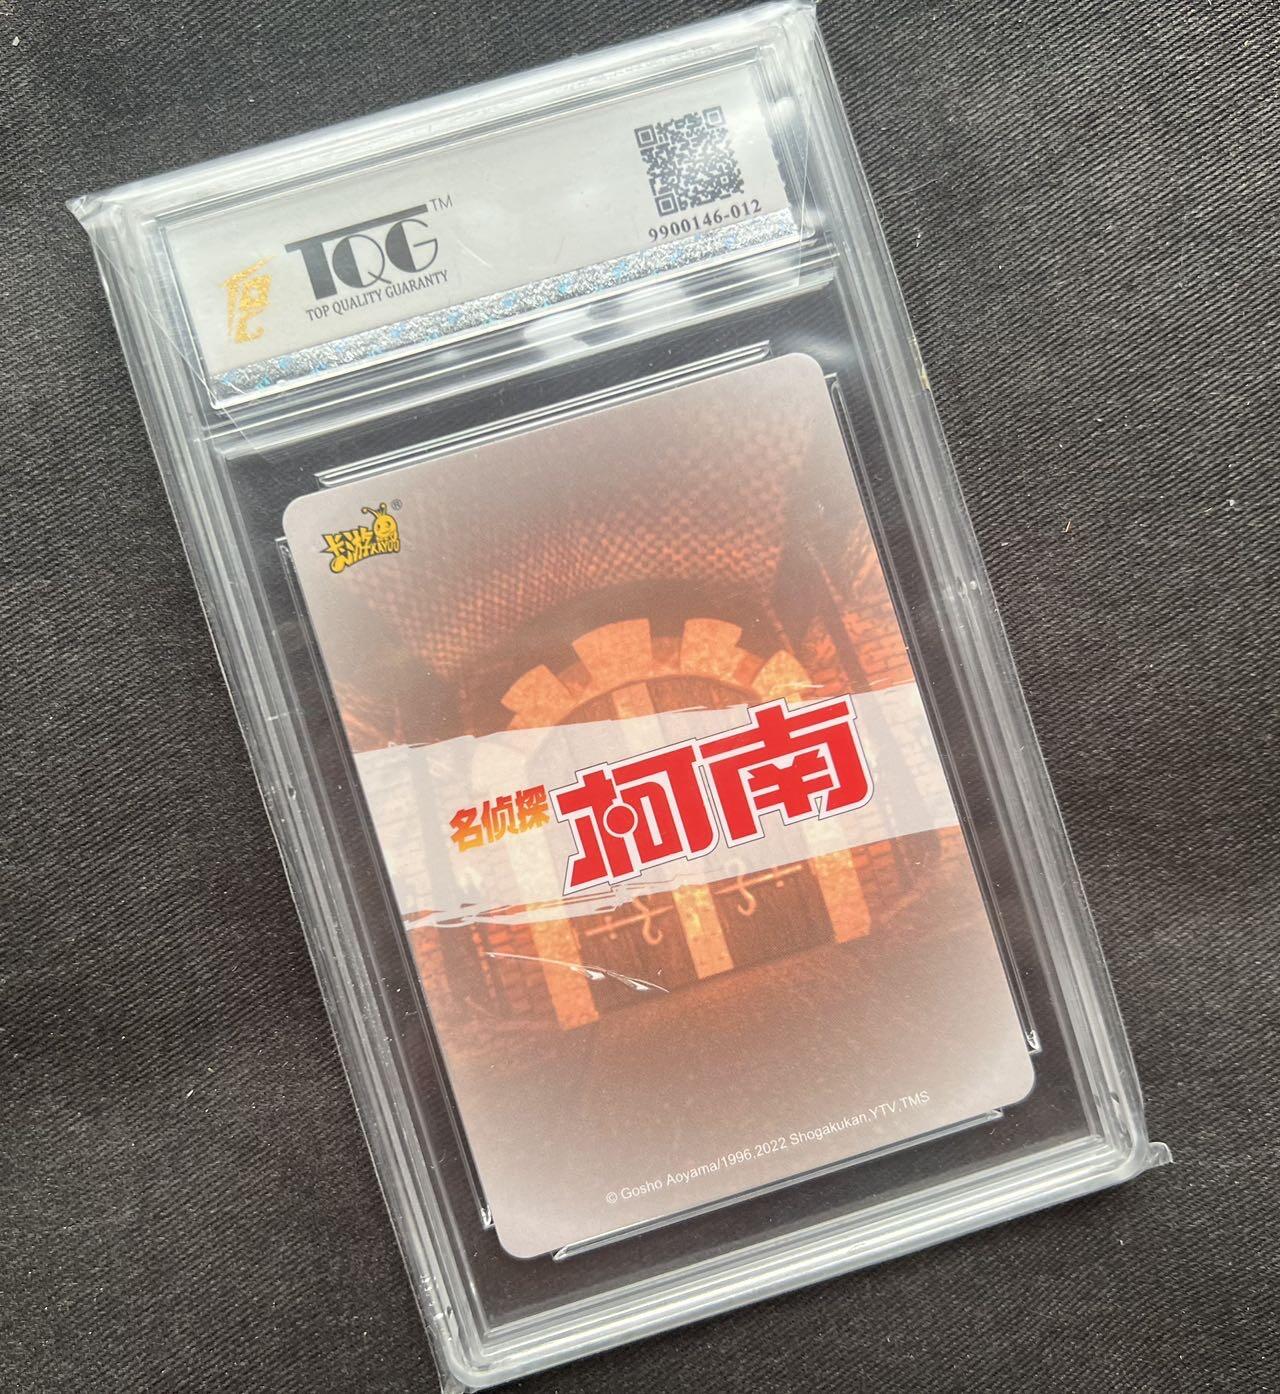 TQG™
TOP QUALITY GUARANTY
9900146-012
卡游®
KAYOU
名侦探
柯南
© Gosho Aoyama/1996,2022 Shogakukan,YTV,TMS